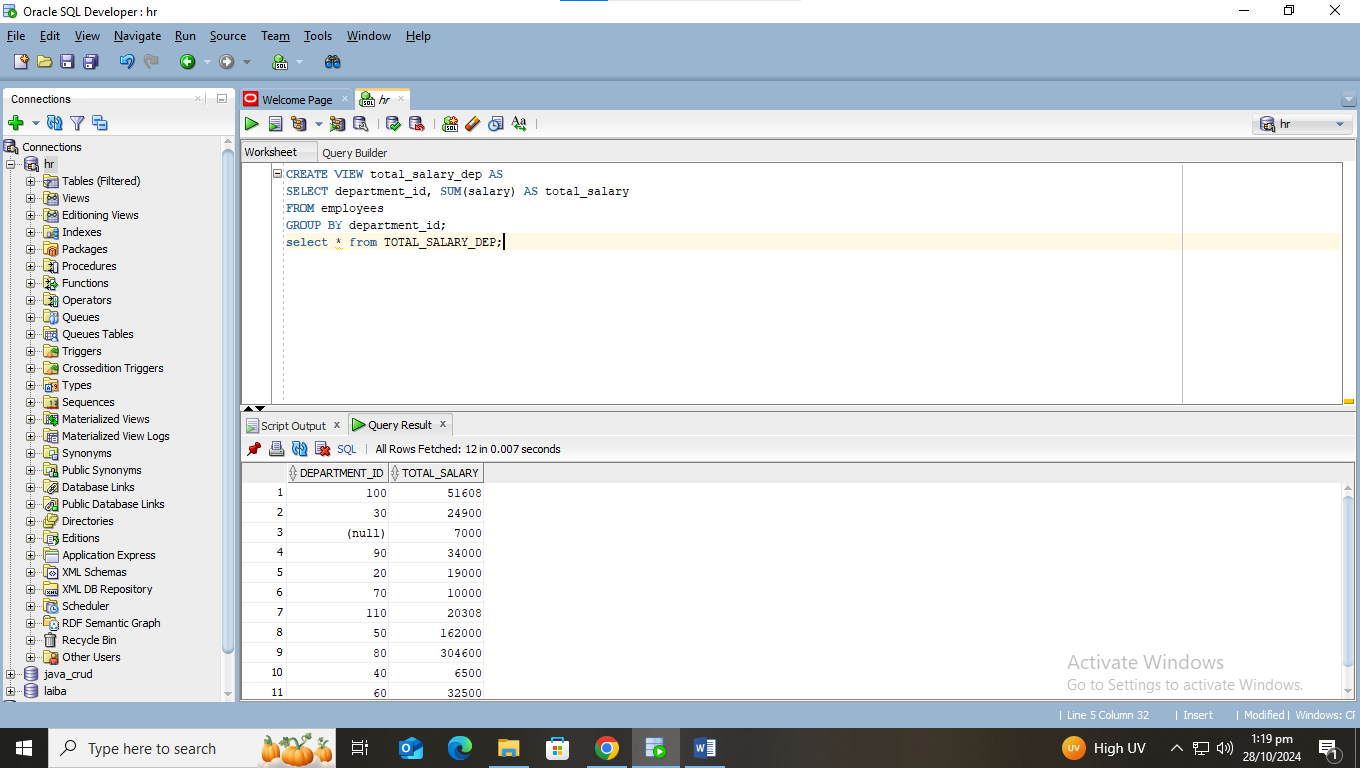 Oracle SQL Developer : hr
File Edit View Navigate Run Source Team Tools Window Help
Connections
Welcome Page
hr
hr
Worksheet Query Builder
Connections
hr
Tables (Filtered)
Views
Editioning Views
Indexes
Packages
Procedures
Functions
Operators
Queues
Queues Tables
Triggers
Crossedition Triggers
Types
Sequences
Materialized Views
Materialized View Logs
Synonyms
Public Synonyms
Database Links
Public Database Links
Directories
Editions
Application Express
XML Schemas
XML DB Repository
Scheduler
RDF Semantic Graph
Recycle Bin
Other Users
java_crud
laiba
CREATE VIEW total_salary_dep AS
SELECT department_id, SUM(salary) AS total_salary
FROM employees
GROUP BY department_id;
select * from TOTAL_SALARY_DEP;
Script Output x Query Result x
SQL | All Rows Fetched: 12 in 0.007 seconds
DEPARTMENT_ID TOTAL_SALARY
1 100 51608
2 30 24900
3 (null) 7000
4 90 34000
5 20 19000
6 70 10000
7 110 20308
8 50 162000
9 80 304600
10 40 6500
11 60 32500
Activate Windows
Go to Settings to activate Windows.
| Line 5 Column 32 | Insert | Modified | Windows: CF
Type here to search
UV High UV
1:19 pm
28/10/2024
1